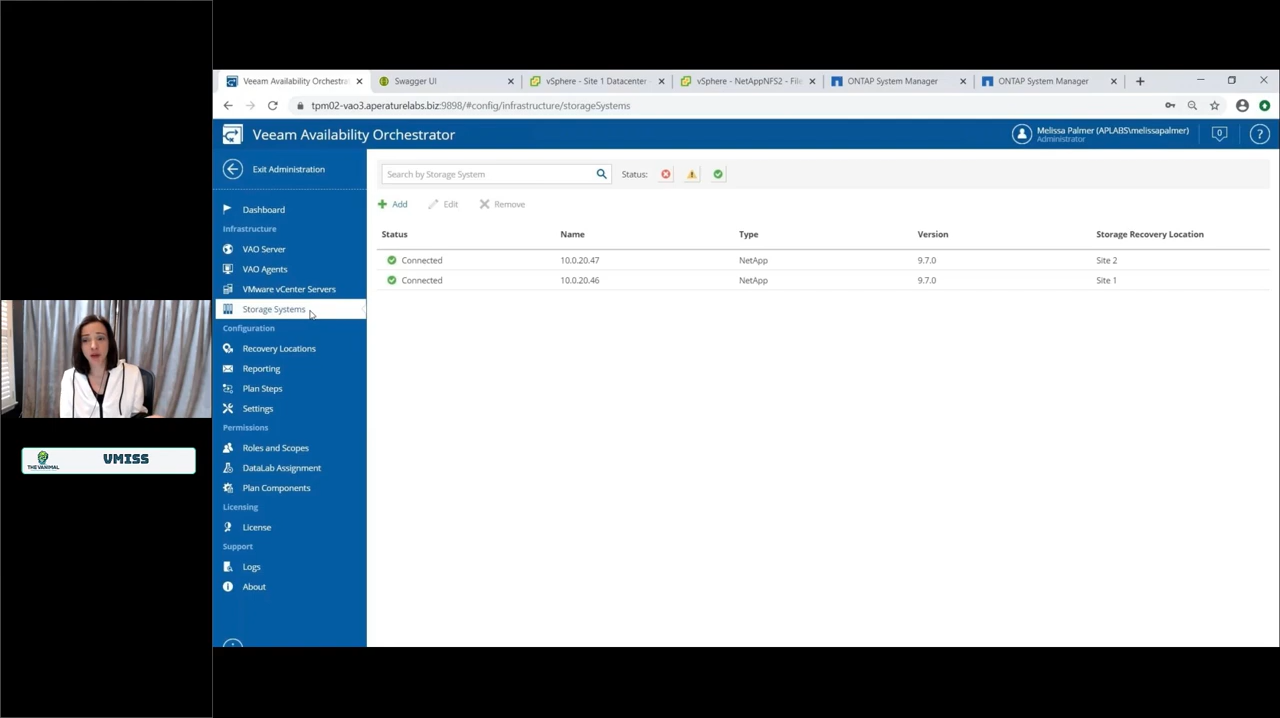 Veeam Availability Orchestra
Swagger UI
vSphere - Site 1 Datacenter
vSphere - NetAppNFS2 - File
ONTAP System Manager
ONTAP System Manager
tpm02-vao3.aperaturelabs.biz:9898/#config/infrastructure/storageSystems
Veeam Availability Orchestrator
Melissa Palmer (APLABS\melissapalmer)
Administrator
0
?
Exit Administration
Dashboard
Infrastructure
VAO Server
VAO Agents
VMware vCenter Servers
Storage Systems
Configuration
Recovery Locations
Reporting
Plan Steps
Settings
Permissions
Roles and Scopes
DataLab Assignment
Plan Components
Licensing
License
Support
Logs
About
Search by Storage System
Status:
Add
Edit
Remove
Status Name Type Version Storage Recovery Location
Connected 10.0.20.47 NetApp 9.7.0 Site 2
Connected 10.0.20.46 NetApp 9.7.0 Site 1
THE VANIMAL
VMISS